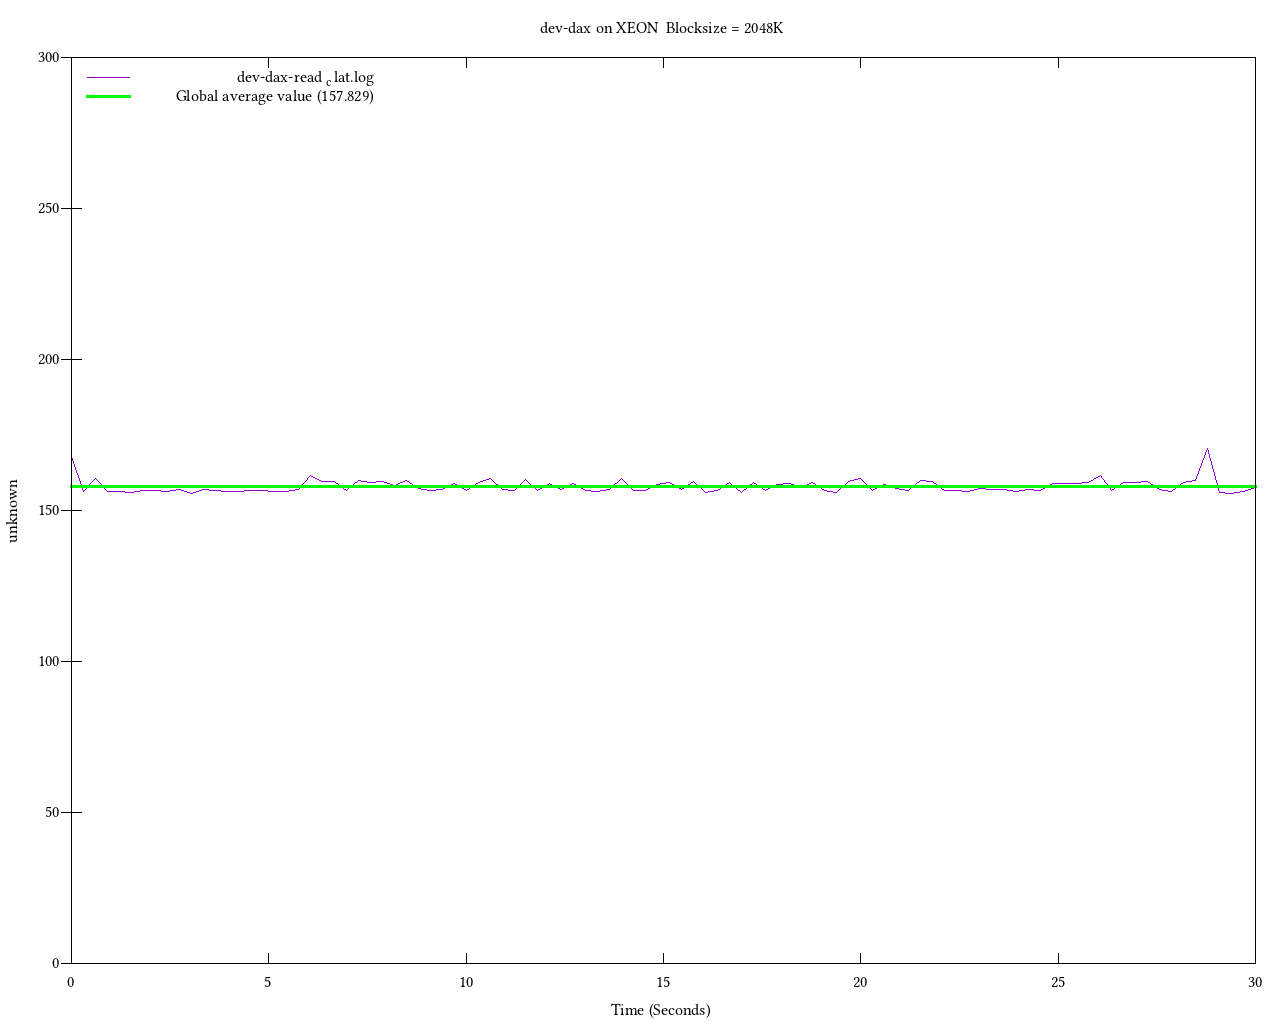 dev-dax on XEON  Blocksize = 2048K
dev-dax-read c lat.log
Global average value (157.829)
300
250
200
150
100
50
0
unknown
0 5 10 15 20 25 30
Time (Seconds)